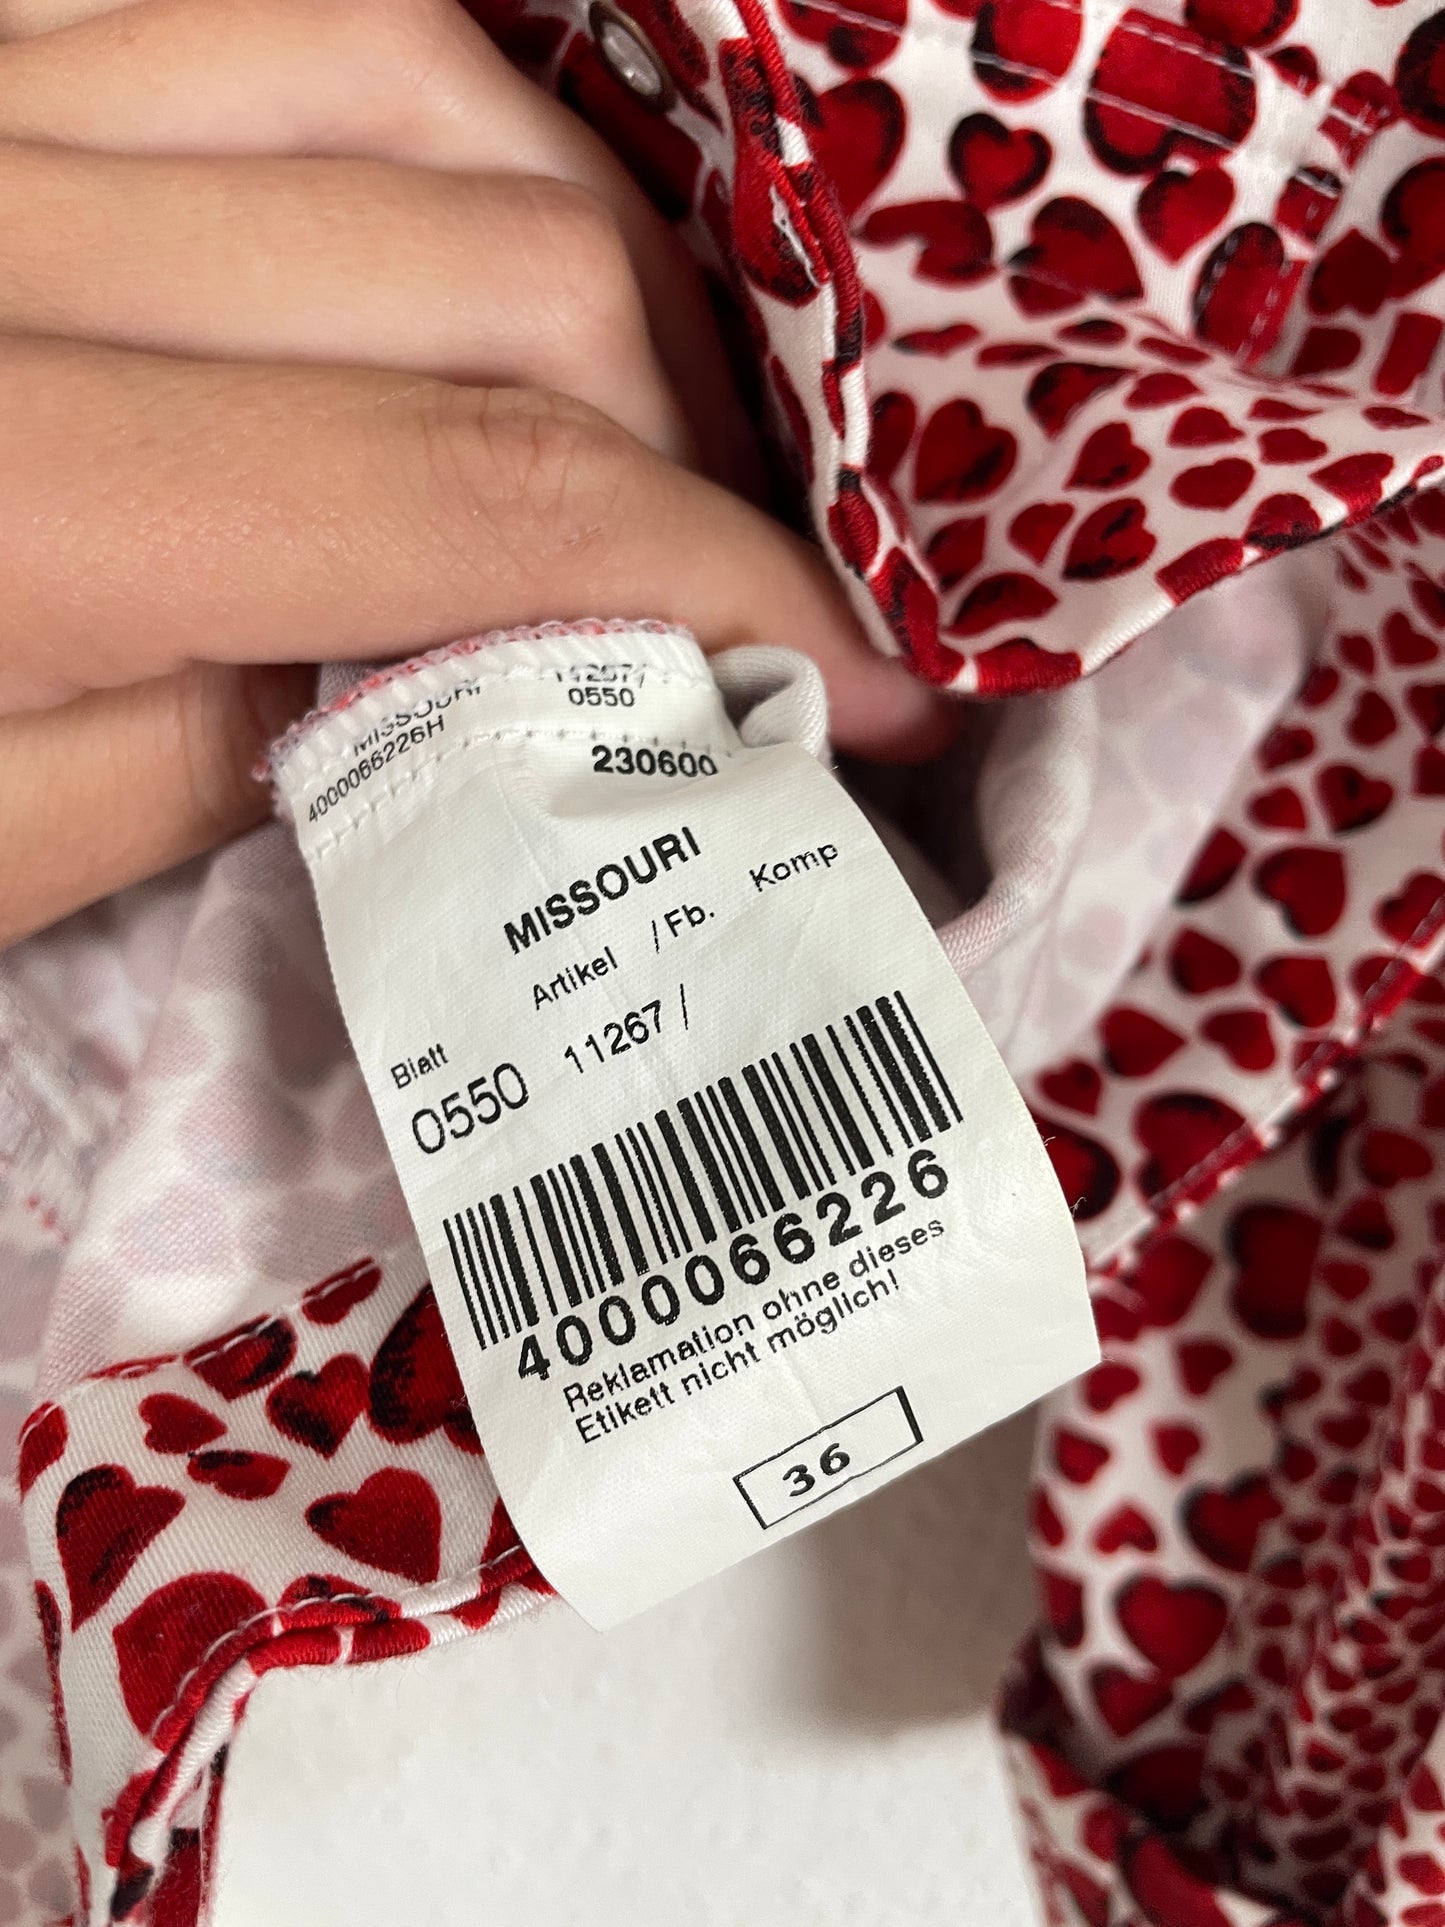 MISSOURI 11267/
4000066226H 0550
230600
MISSOURI
Artikel /Fb. Komp
Blatt
0550 11267 /
4000066226
Reklamation ohne dieses
Etikett nicht möglich!
36